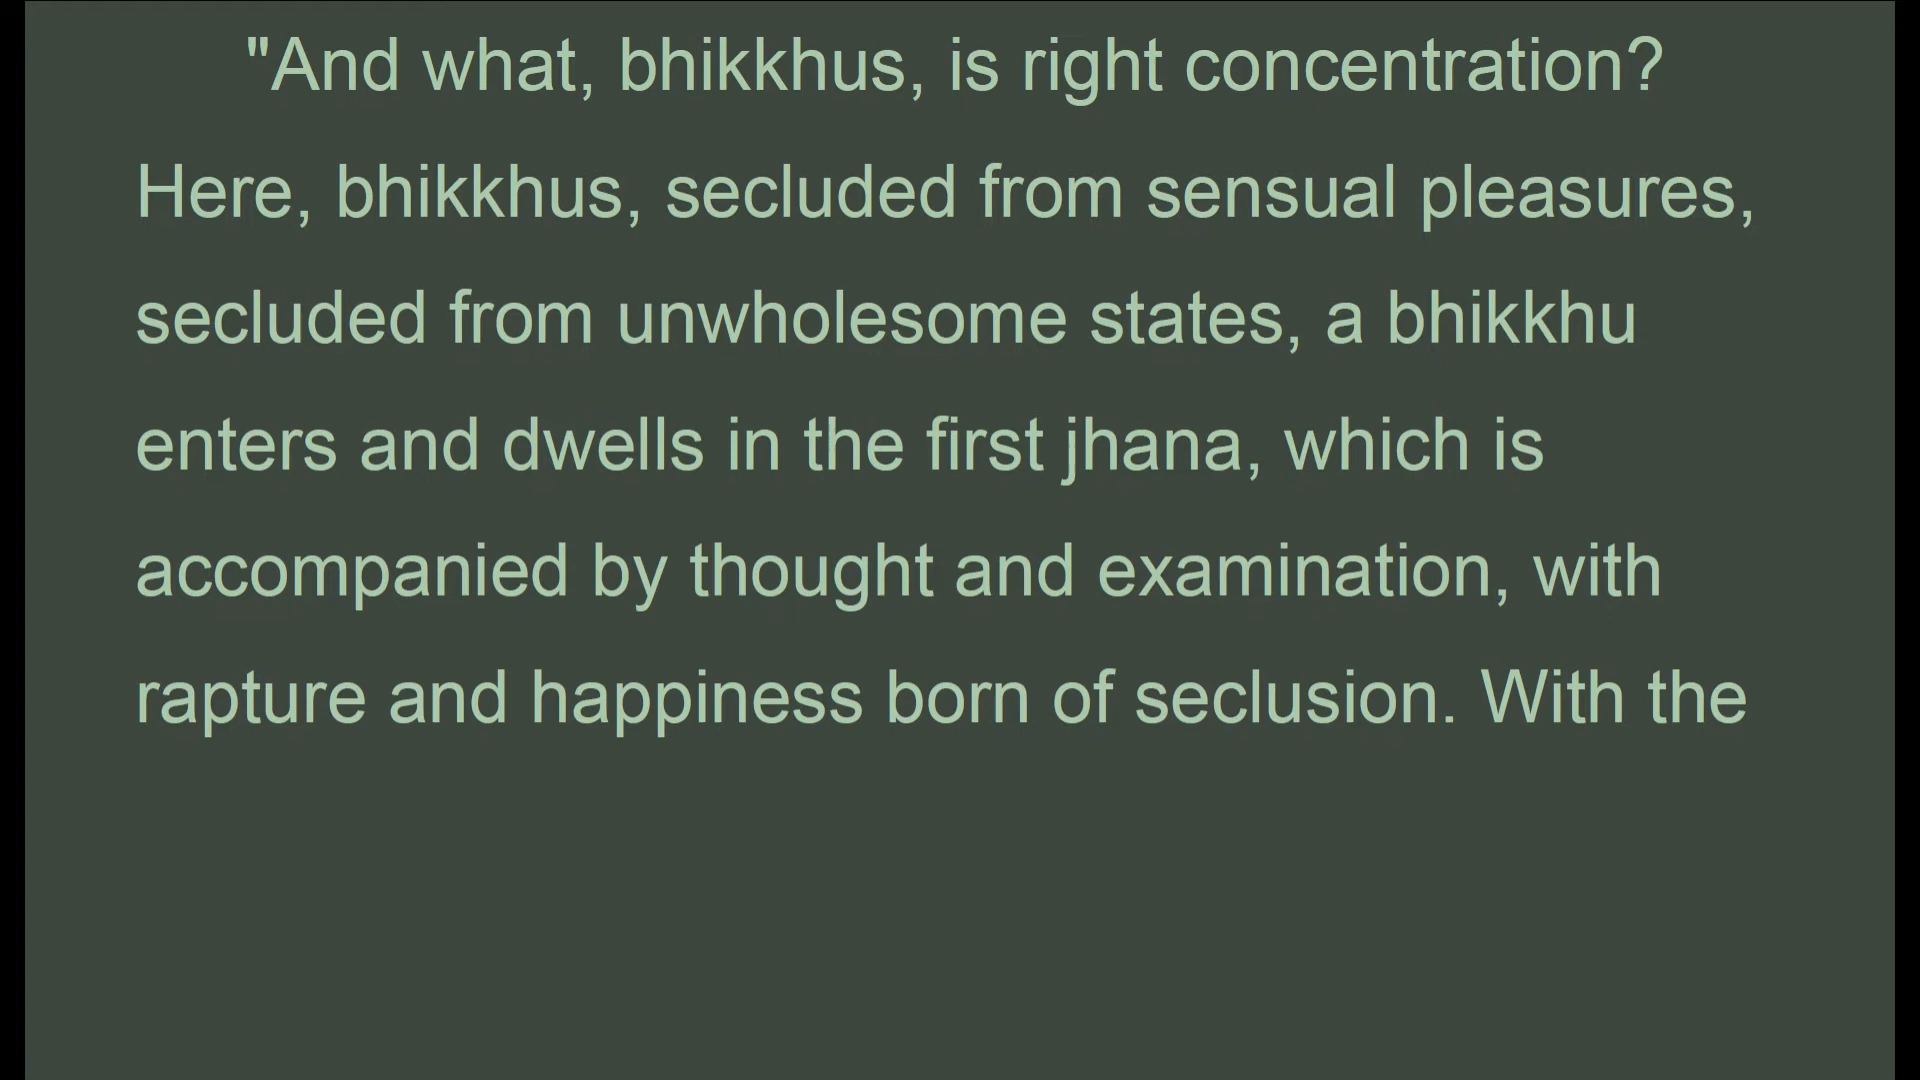 "And what, bhikkhus, is right concentration?
Here, bhikkhus, secluded from sensual pleasures,
secluded from unwholesome states, a bhikkhu
enters and dwells in the first jhana, which is
accompanied by thought and examination, with
rapture and happiness born of seclusion. With the